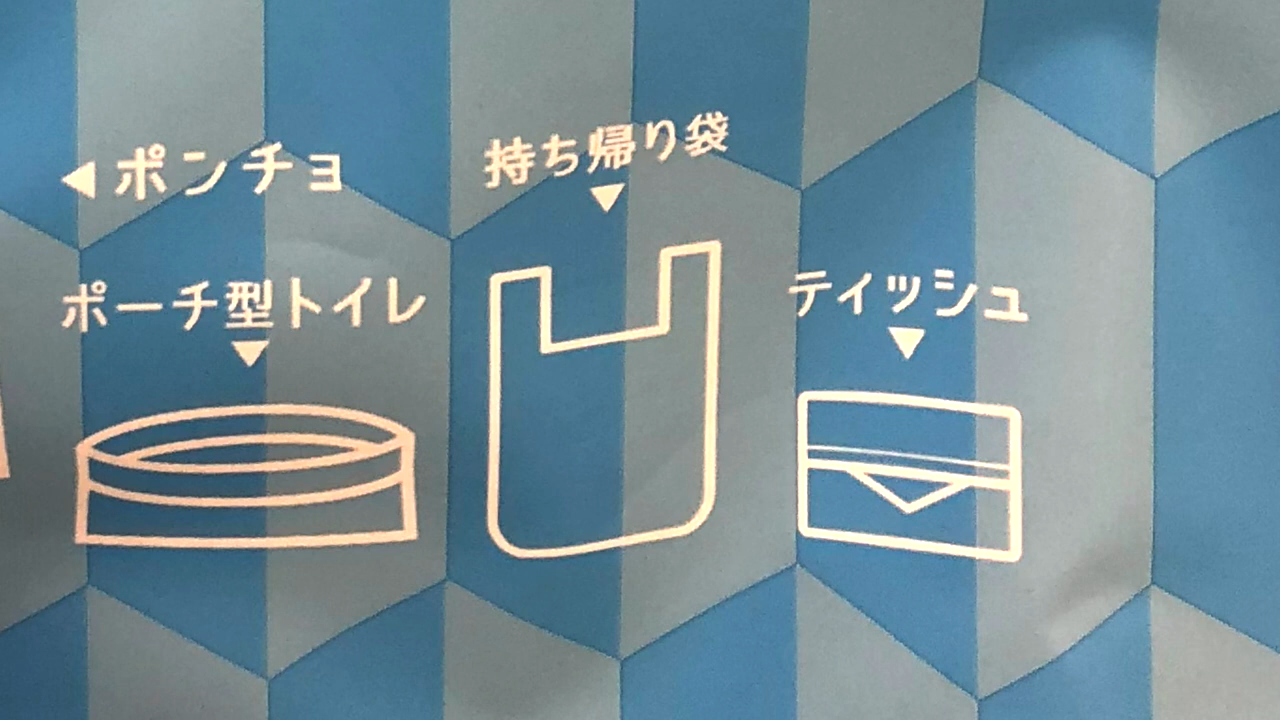 ◀ポンチョ
持ち帰り袋
▼
ポーチ型トイレ
▼
ティッシュ
▼